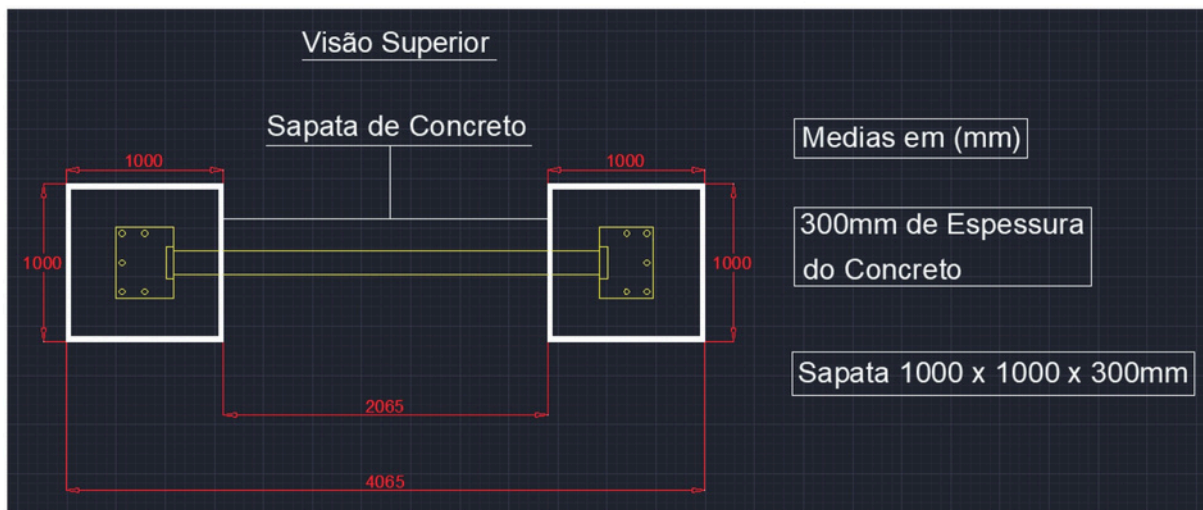 Visão Superior
Sapata de Concreto
1000
1000
Medias em (mm)
1000
1000
300mm de Espessura
do Concreto
Sapata 1000 x 1000 x 300mm
2065
4065